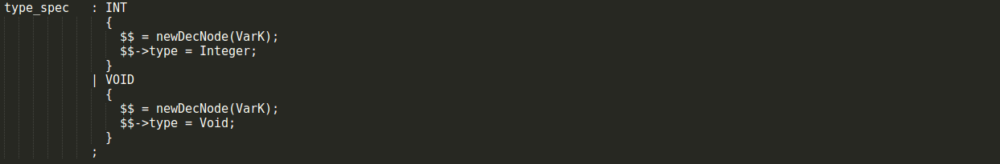 type_spec   : INT
              {
                $$ = newDecNode(VarK);
                $$->type = Integer;
              }
            | VOID
              {
                $$ = newDecNode(VarK);
                $$->type = Void;
              }
            ;